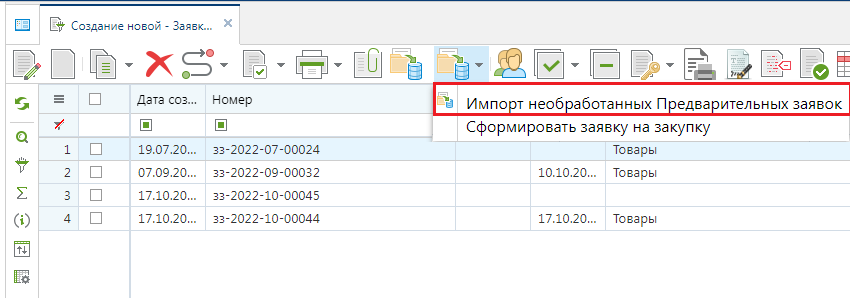 Создание новой - Заявк...
Импорт необработанных Предварительных заявок
Сформировать заявку на закупку
Дата соз... Номер
1 19.07.20... зз-2022-07-00024 Товары
2 07.09.20... зз-2022-09-00032 10.10.20... Товары
3 17.10.20... зз-2022-10-00045
4 17.10.20... зз-2022-10-00044 17.10.20... Товары